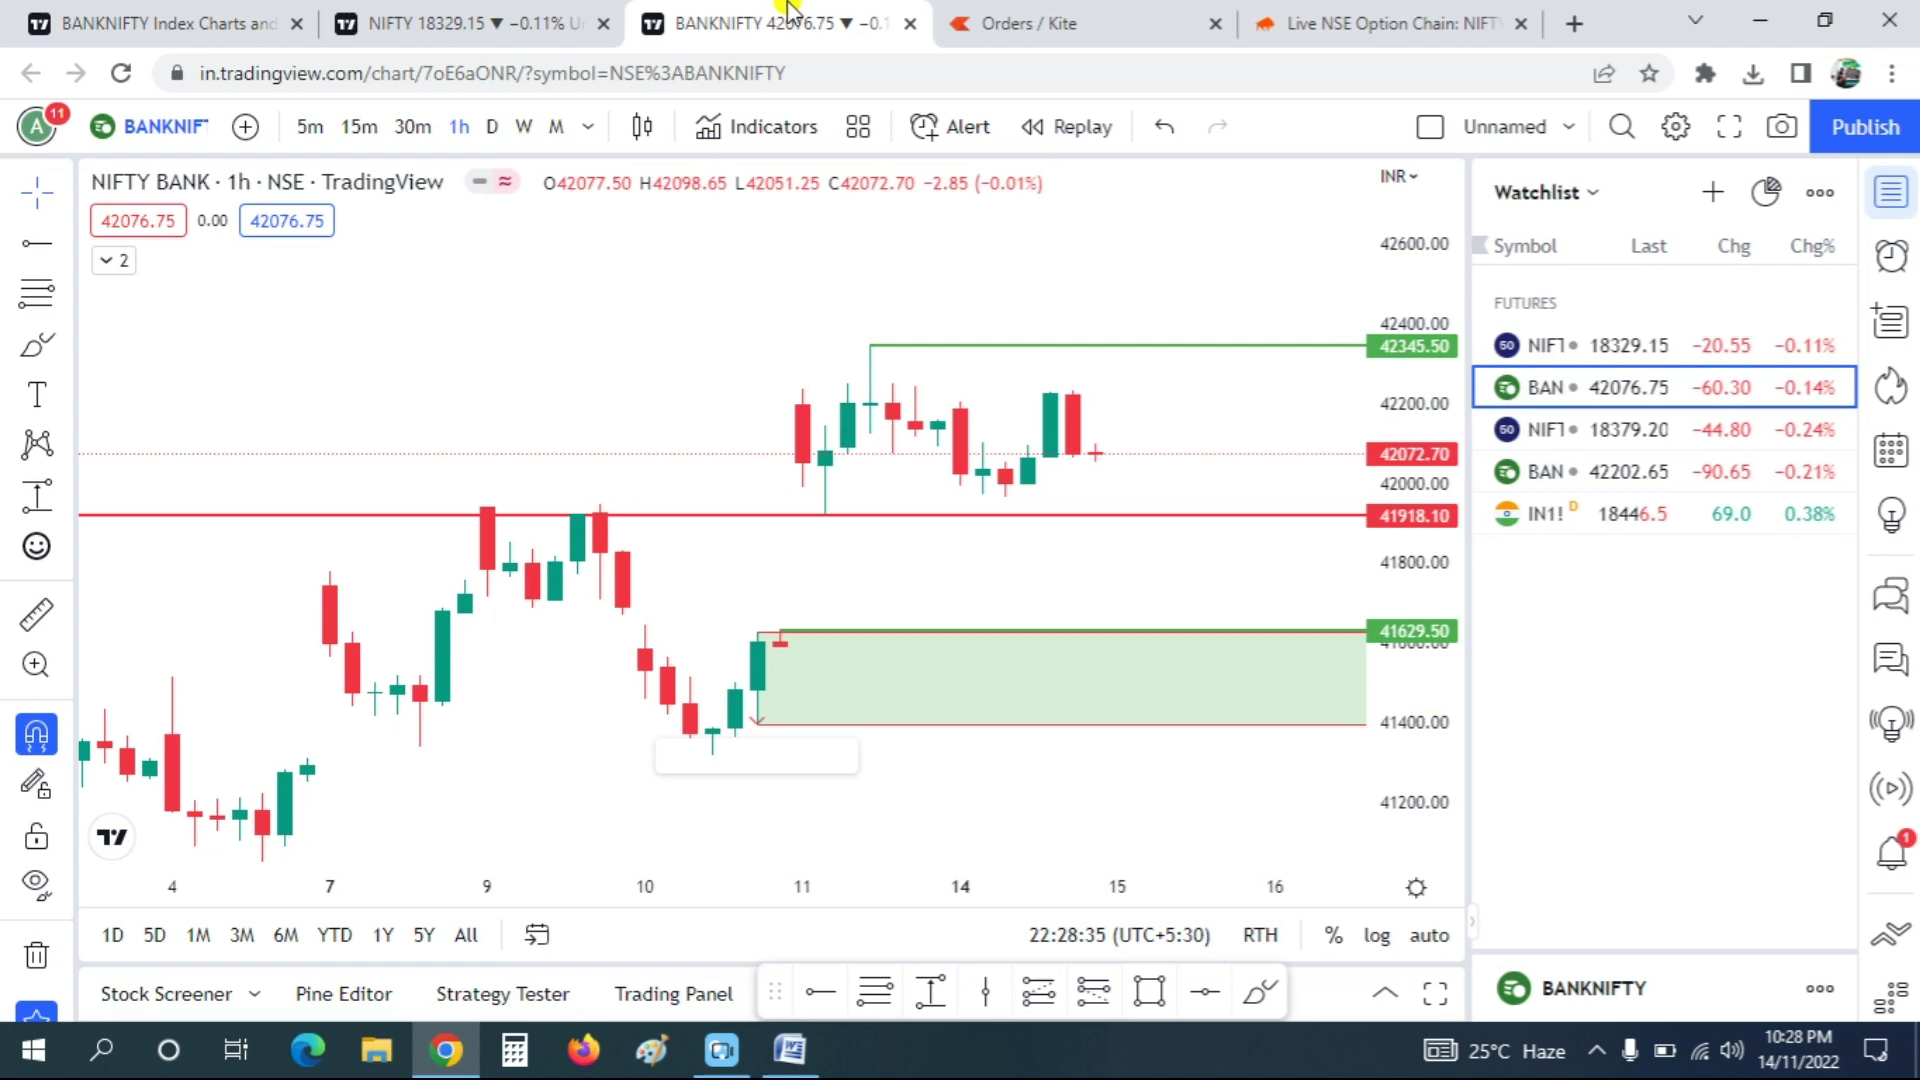 BANKNIFTY Index Charts and
NIFTY 18329.15 ▼ −0.11% U
BANKNIFTY 42076.75 ▼ −0.1
Orders / Kite
Live NSE Option Chain: NIFTY
in.tradingview.com/chart/7oE6aONR/?symbol=NSE%3ABANKNIFTY
A
11
BANKNIF
5m 15m 30m 1h D W M
Indicators
Alert
Replay
Unnamed
Publish
NIFTY BANK · 1h · NSE · TradingView
O42077.50 H42098.65 L42051.25 C42072.70 −2.85 (−0.01%)
INR
42076.75 0.00 42076.75
2
42600.00
42400.00
42345.50
42200.00
42072.70
42000.00
41918.10
41800.00
41629.50
41400.00
41200.00
4 7 9 10 11 14 15 16
1D 5D 1M 3M 6M YTD 1Y 5Y All
22:28:35 (UTC+5:30) RTH % log auto
Stock Screener Pine Editor Strategy Tester Trading Panel
Watchlist
Symbol Last Chg Chg%
FUTURES
50 NIFT 18329.15 −20.55 −0.11%
BAN 42076.75 −60.30 −0.14%
50 NIFT 18379.20 −44.80 −0.24%
BAN 42202.65 −90.65 −0.21%
IN1! D 18446.5 69.0 0.38%
1
BANKNIFTY
25°C Haze
10:28 PM
14/11/2022